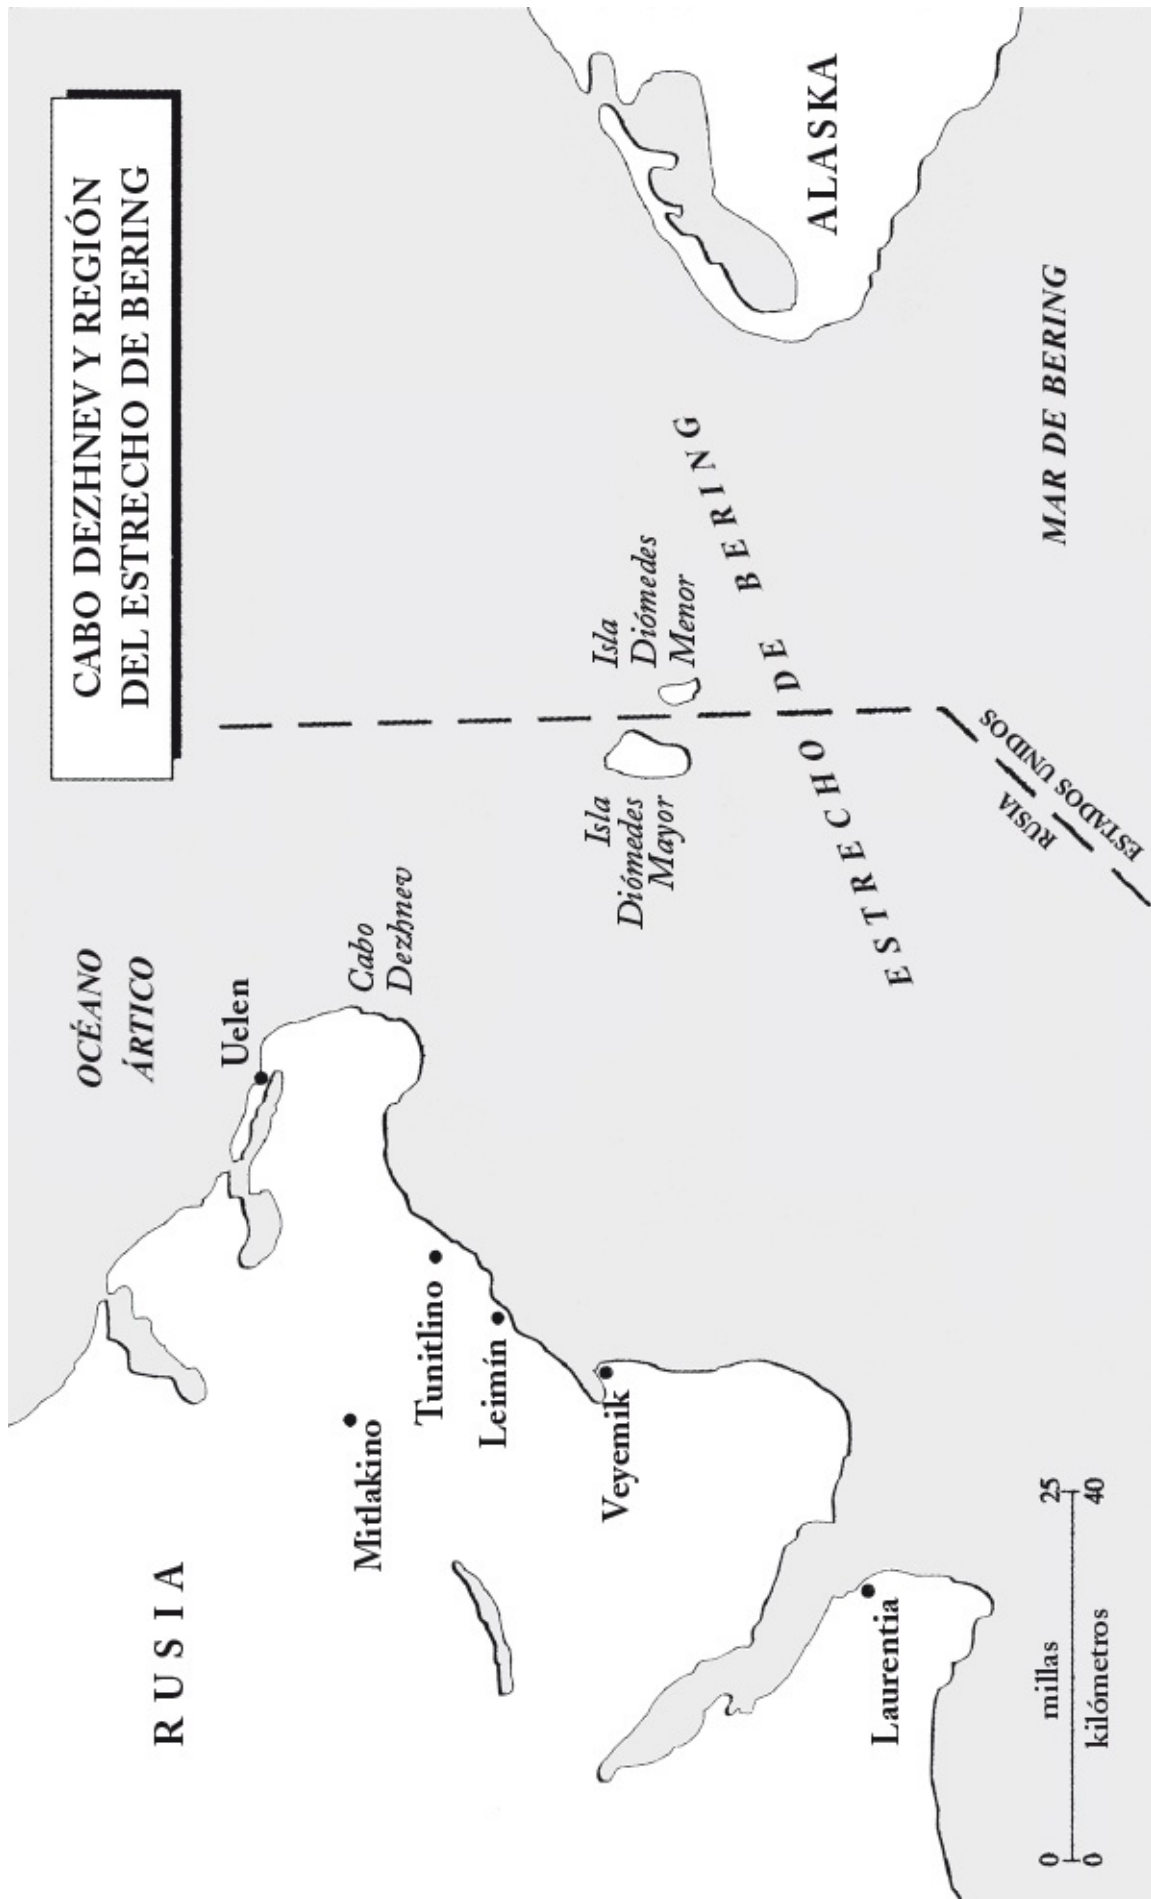 CABO DEZHNEV Y REGIÓN
DEL ESTRECHO DE BERING
OCÉANO
ÁRTICO
RUSIA
Uelen
Cabo
Dezhnev
Mitlakino
Tunitlino
Leimín
Veyemik
Laurentia
Isla
Diómedes
Mayor
Isla
Diómedes
Menor
ALASKA
ESTRECHO DE BERING
MAR DE BERING
RUSIA
ESTADOS UNIDOS
0 millas 25
0 kilómetros 40